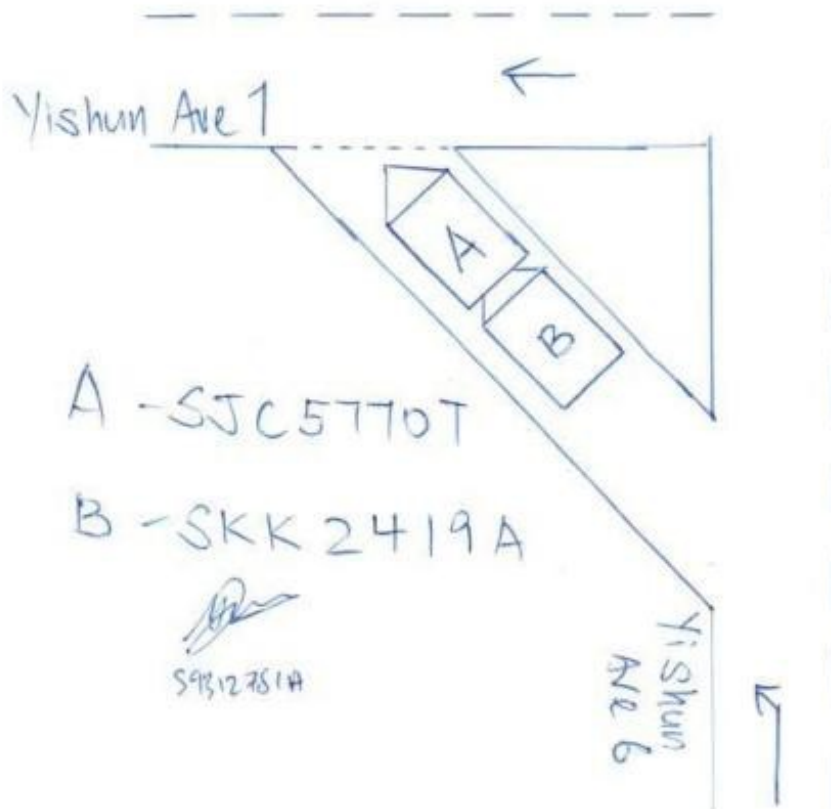 Yishun Ave 1
A
B
A - SJC5770T
B - SKK2419A
Yishun
Ave 6